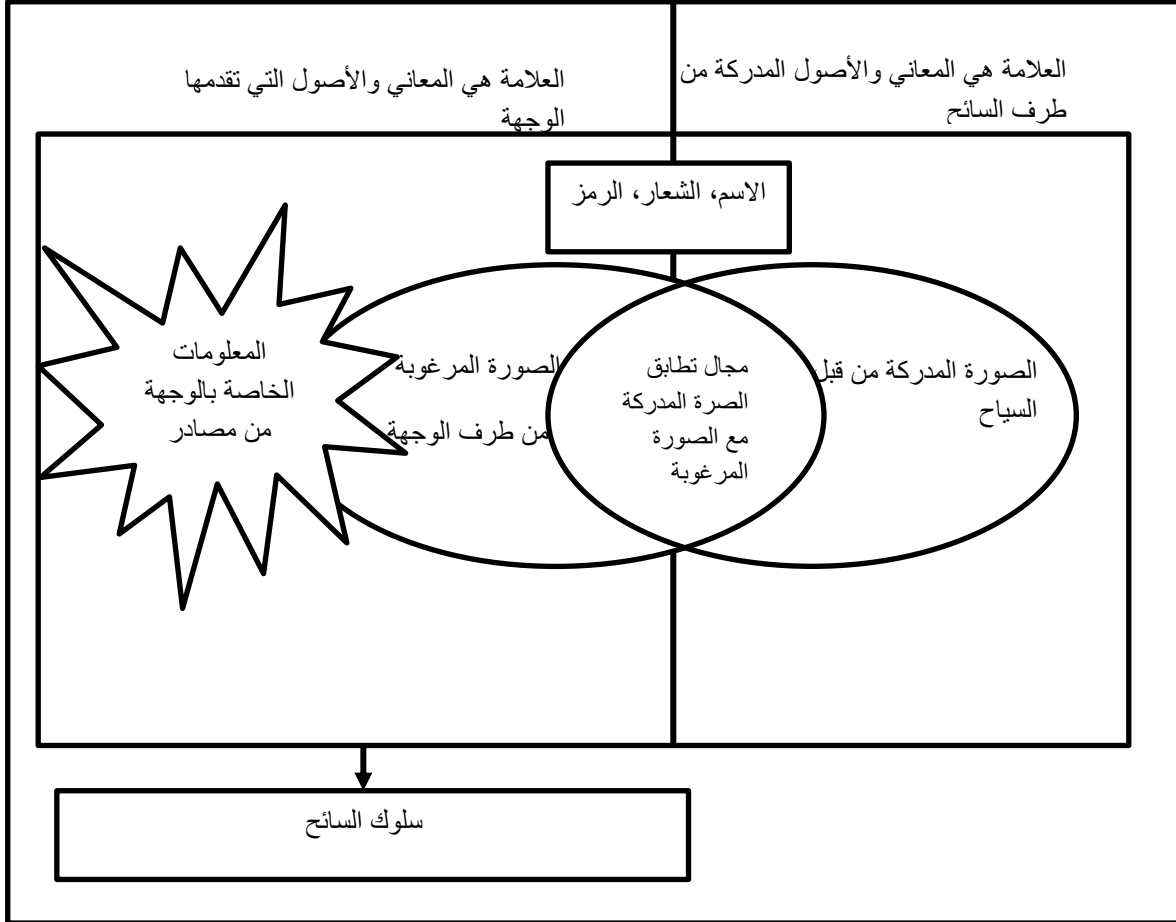 العلامة هي المعاني والأصول المدركة من
طرف السائح
العلامة هي المعاني والأصول التي تقدمها
الوجهة
الاسم، الشعار، الرمز
الصورة المدركة من قبل
السياح
مجال تطابق
الصرة المدركة
مع الصورة
المرغوبة
الصورة المرغوبة
من طرف الوجهة
المعلومات
الخاصة بالوجهة
من مصادر
سلوك السائح